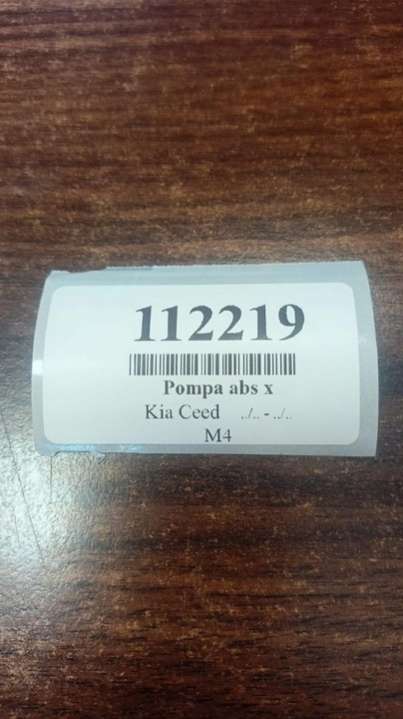 112219
Pompa abs x
Kia Ceed ../.. - ../..
M4